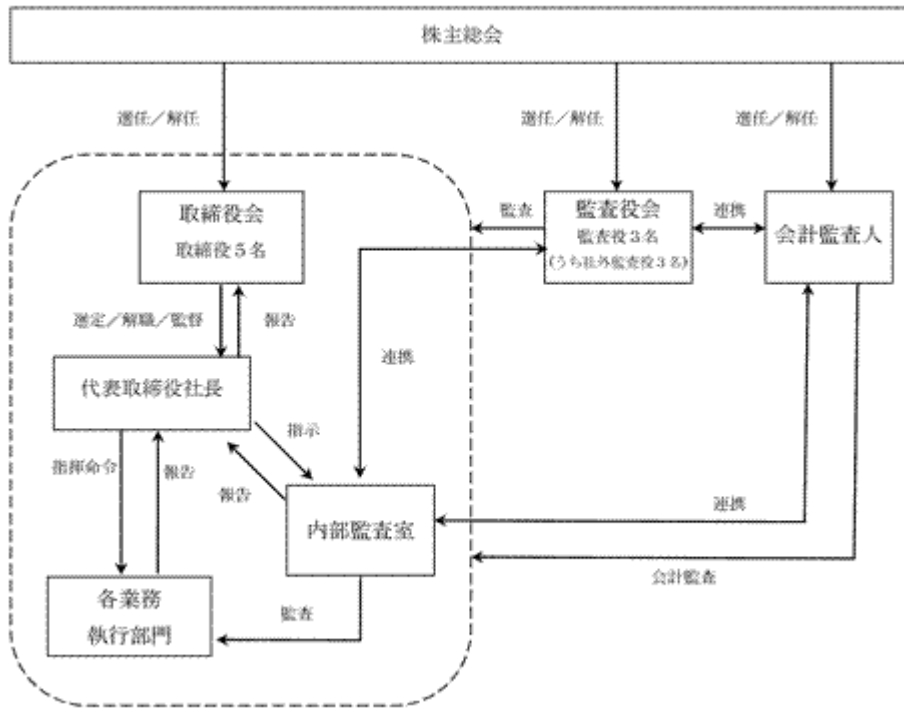 株主総会
選任／解任
選任／解任
選任／解任
取締役会
取締役５名
監査
監査役会
監査役３名
(うち社外監査役３名)
連携
会計監査人
選定／解職／監督
報告
連携
代表取締役社長
指示
指揮命令
報告
報告
内部監査室
連携
会計監査
各業務
執行部門
監査